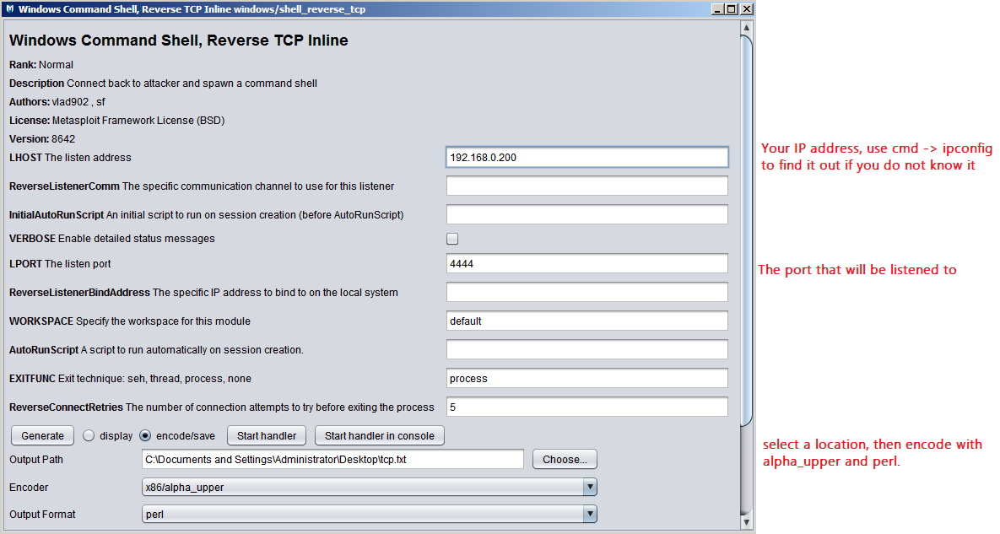 Windows Command Shell, Reverse TCP Inline windows/shell_reverse_tcp
Windows Command Shell, Reverse TCP Inline
Rank: Normal
Description Connect back to attacker and spawn a command shell
Authors: vlad902 , sf
License: Metasploit Framework License (BSD)
Version: 8642
LHOST The listen address
192.168.0.200
Your IP address, use cmd -> ipconfig
to find it out if you do not know it
ReverseListenerComm The specific communication channel to use for this listener
InitialAutoRunScript An initial script to run on session creation (before AutoRunScript)
VERBOSE Enable detailed status messages
LPORT The listen port
4444
The port that will be listened to
ReverseListenerBindAddress The specific IP address to bind to on the local system
WORKSPACE Specify the workspace for this module
default
AutoRunScript A script to run automatically on session creation.
EXITFUNC Exit technique: seh, thread, process, none
process
ReverseConnectRetries The number of connection attempts to try before exiting the process
5
Generate display encode/save Start handler Start handler in console
select a location, then encode with
alpha_upper and perl.
Output Path
C:\Documents and Settings\Administrator\Desktop\tcp.txt
Choose...
Encoder
x86/alpha_upper
Output Format
perl